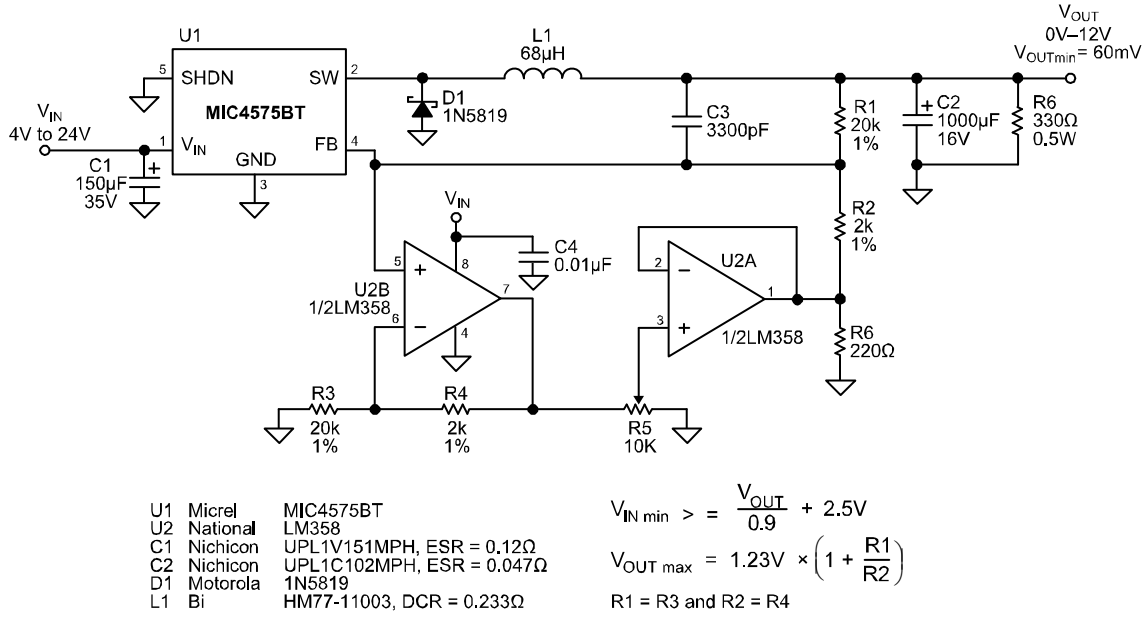 U1
5
SHDN
SW
2
MIC4575BT
1
VIN
GND
3
FB
4
VIN
4V to 24V
C1
150µF
35V
+
L1
68µH
D1
1N5819
C3
3300pF
R1
20k
1%
+
C2
1000µF
16V
R6
330Ω
0.5W
VOUT
0V–12V
VOUTmin= 60mV
R2
2k
1%
VIN
C4
0.01µF
5
+
8
7
U2B
1/2LM358
6
–
4
2
–
U2A
1
3
+
1/2LM358
R6
220Ω
R3
20k
1%
R4
2k
1%
R5
10K
U1 Micrel MIC4575BT
U2 National LM358
C1 Nichicon UPL1V151MPH, ESR = 0.12Ω
C2 Nichicon UPL1C102MPH, ESR = 0.047Ω
D1 Motorola 1N5819
L1 Bi HM77-11003, DCR = 0.233Ω
VIN min > = VOUT / 0.9 + 2.5V
VOUT max = 1.23V × (1 + R1 / R2)
R1 = R3 and R2 = R4